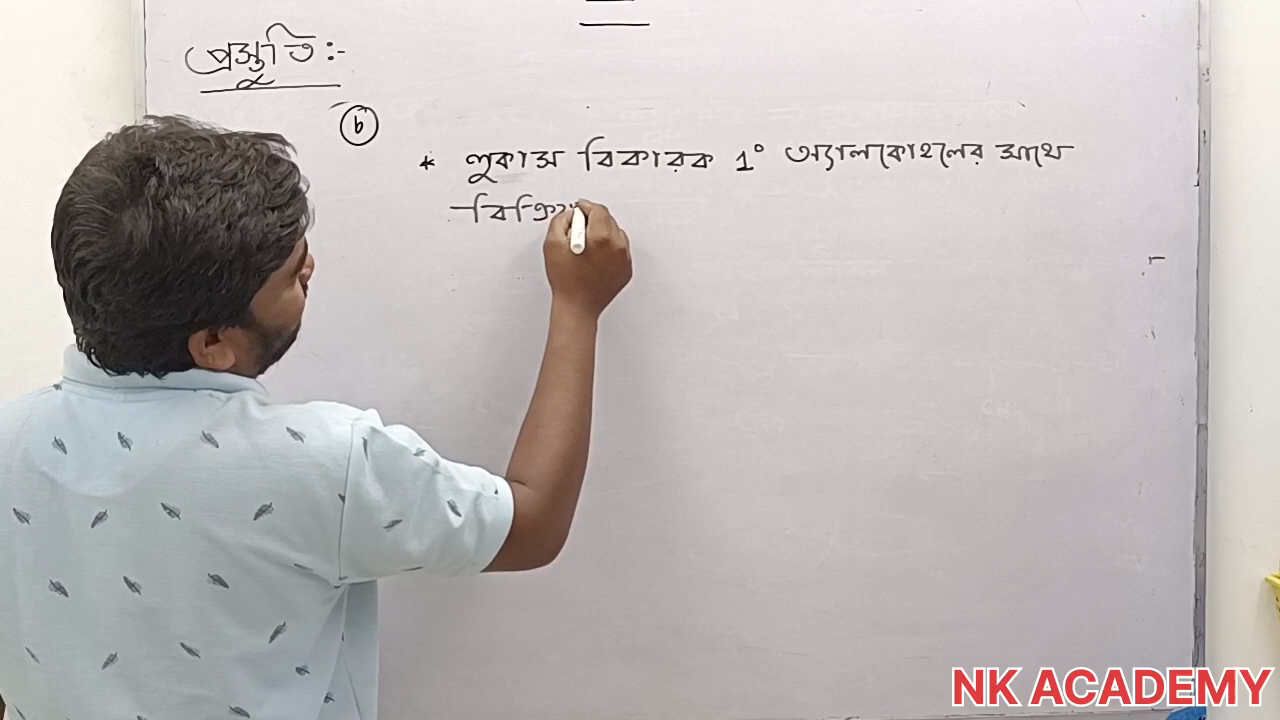 প্রস্তুতি :-
b
* লুকাস বিকারক 1° অ্যালকোহলের সাথে
বিক্রি
NK ACADEMY